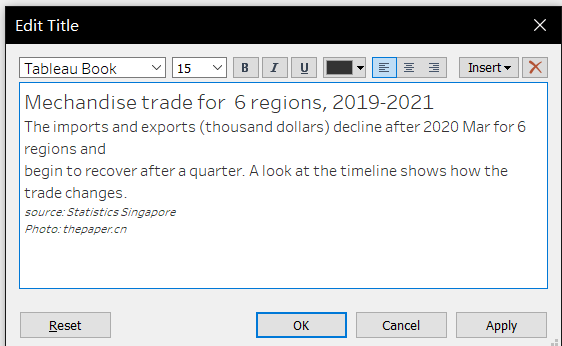 Edit Title
Tableau Book 15 B I U Insert
Mechandise trade for 6 regions, 2019-2021
The imports and exports (thousand dollars) decline after 2020 Mar for 6
regions and
begin to recover after a quarter. A look at the timeline shows how the
trade changes.
source: Statistics Singapore
Photo: thepaper.cn
Reset OK Cancel Apply